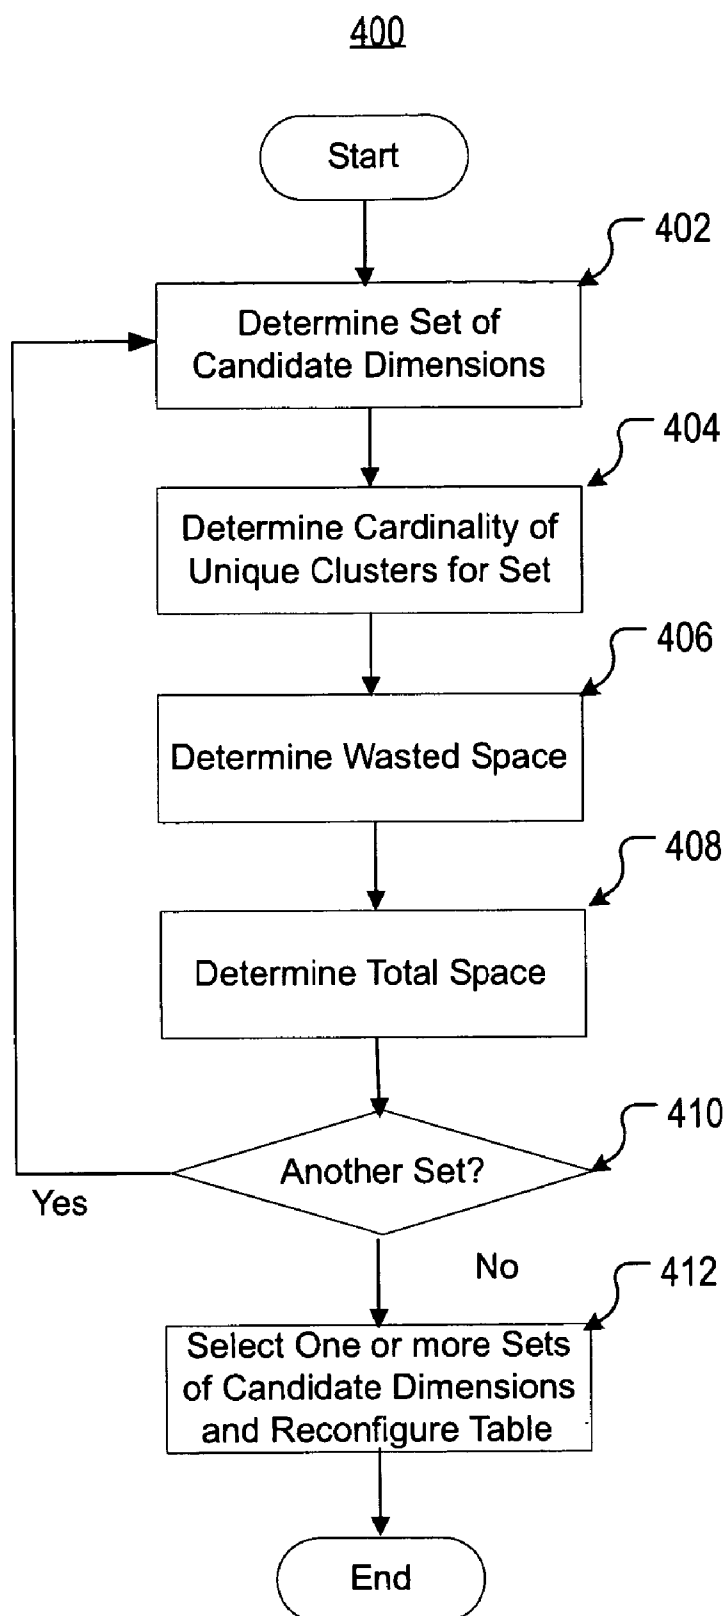 400
Start
402
Determine Set of
Candidate Dimensions
404
Determine Cardinality of
Unique Clusters for Set
406
Determine Wasted Space
408
Determine Total Space
410
Another Set?
Yes
No
412
Select One or more Sets
of Candidate Dimensions
and Reconfigure Table
End